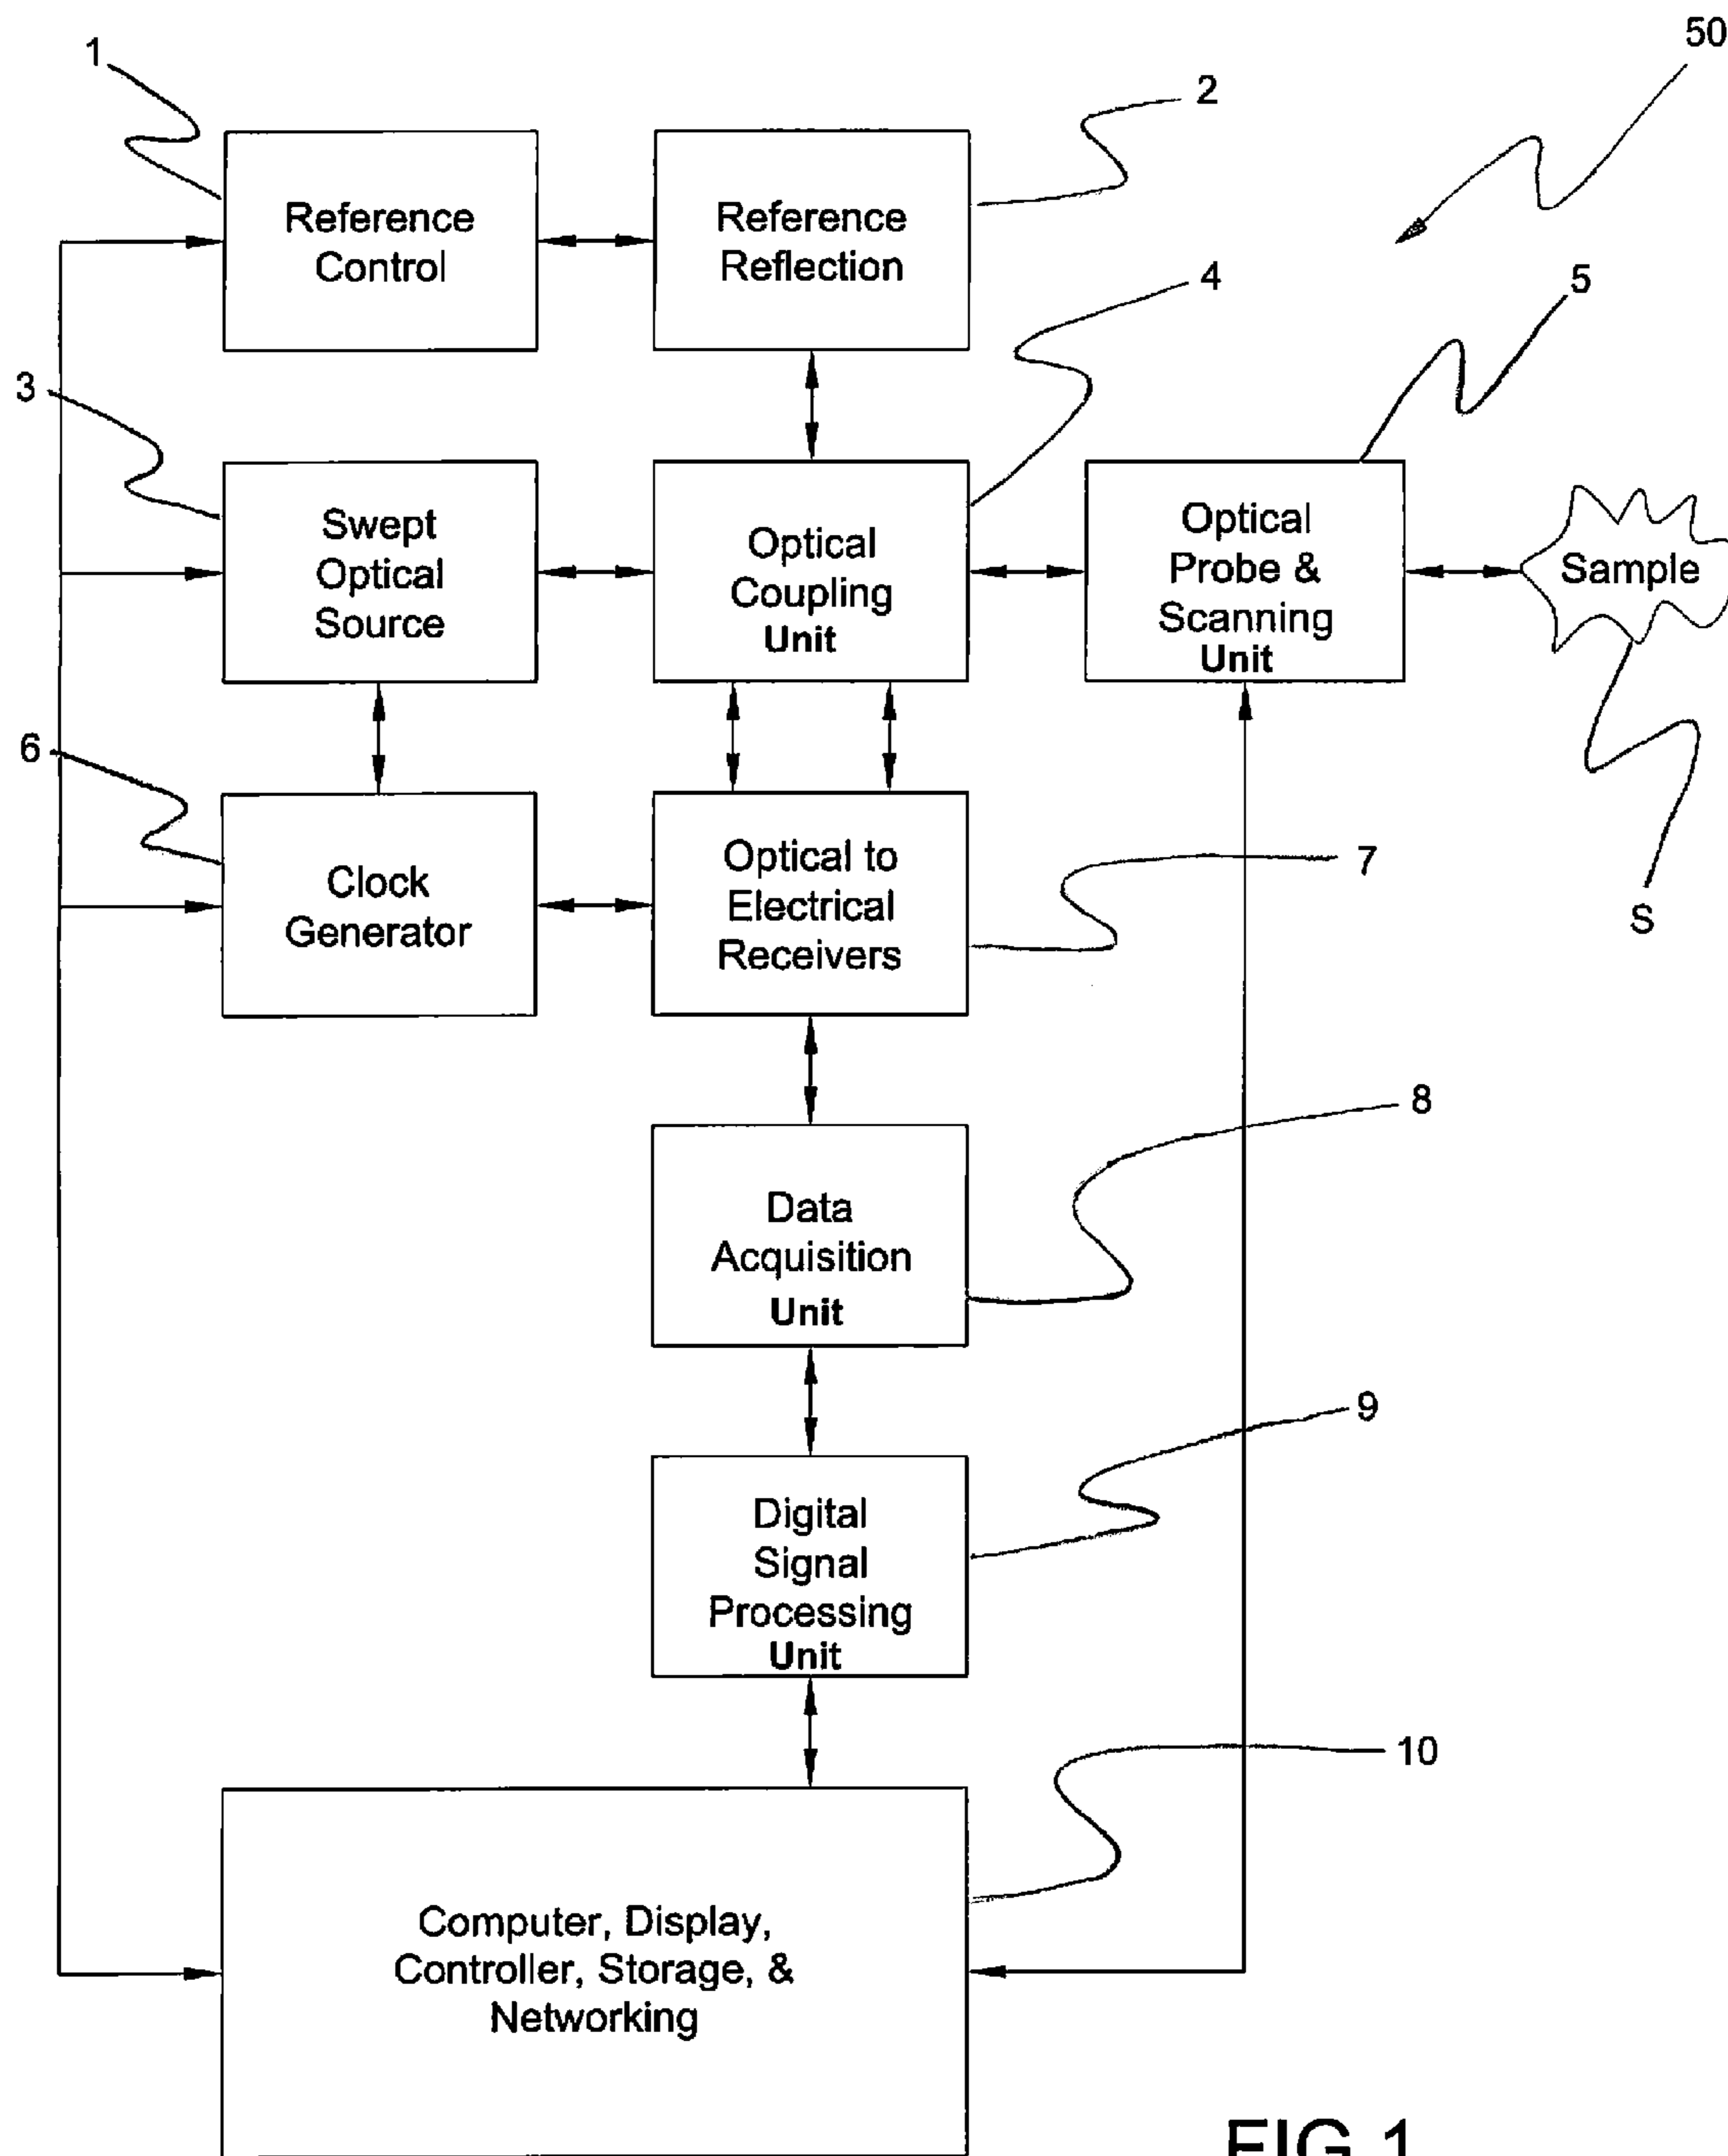 50
1
2
Reference
Control
Reference
Reflection
4
5
3
Swept
Optical
Source
Optical
Coupling
Unit
Optical
Probe &
Scanning
Unit
Sample
6
Clock
Generator
Optical to
Electrical
Receivers
7
S
8
Data
Acquisition
Unit
9
Digital
Signal
Processing
Unit
10
Computer, Display,
Controller, Storage, &
Networking
FIG 1